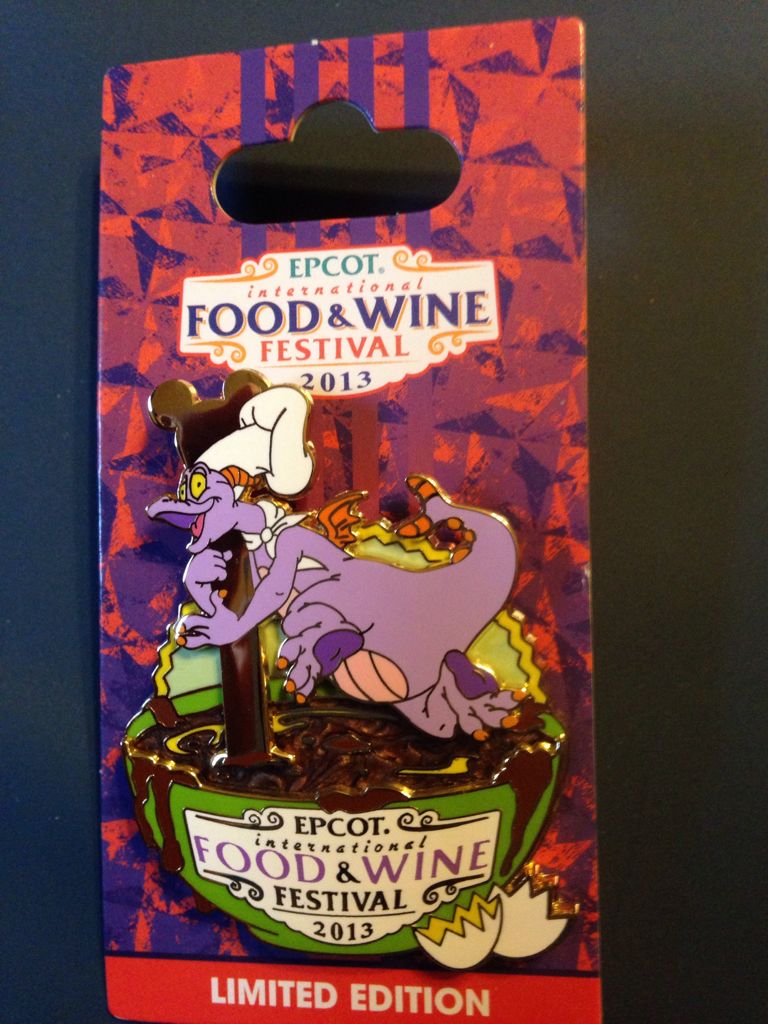 EPCOT®
international
FOOD & WINE
FESTIVAL
2013
EPCOT.
international
FOOD & WINE
FESTIVAL
2013
LIMITED EDITION